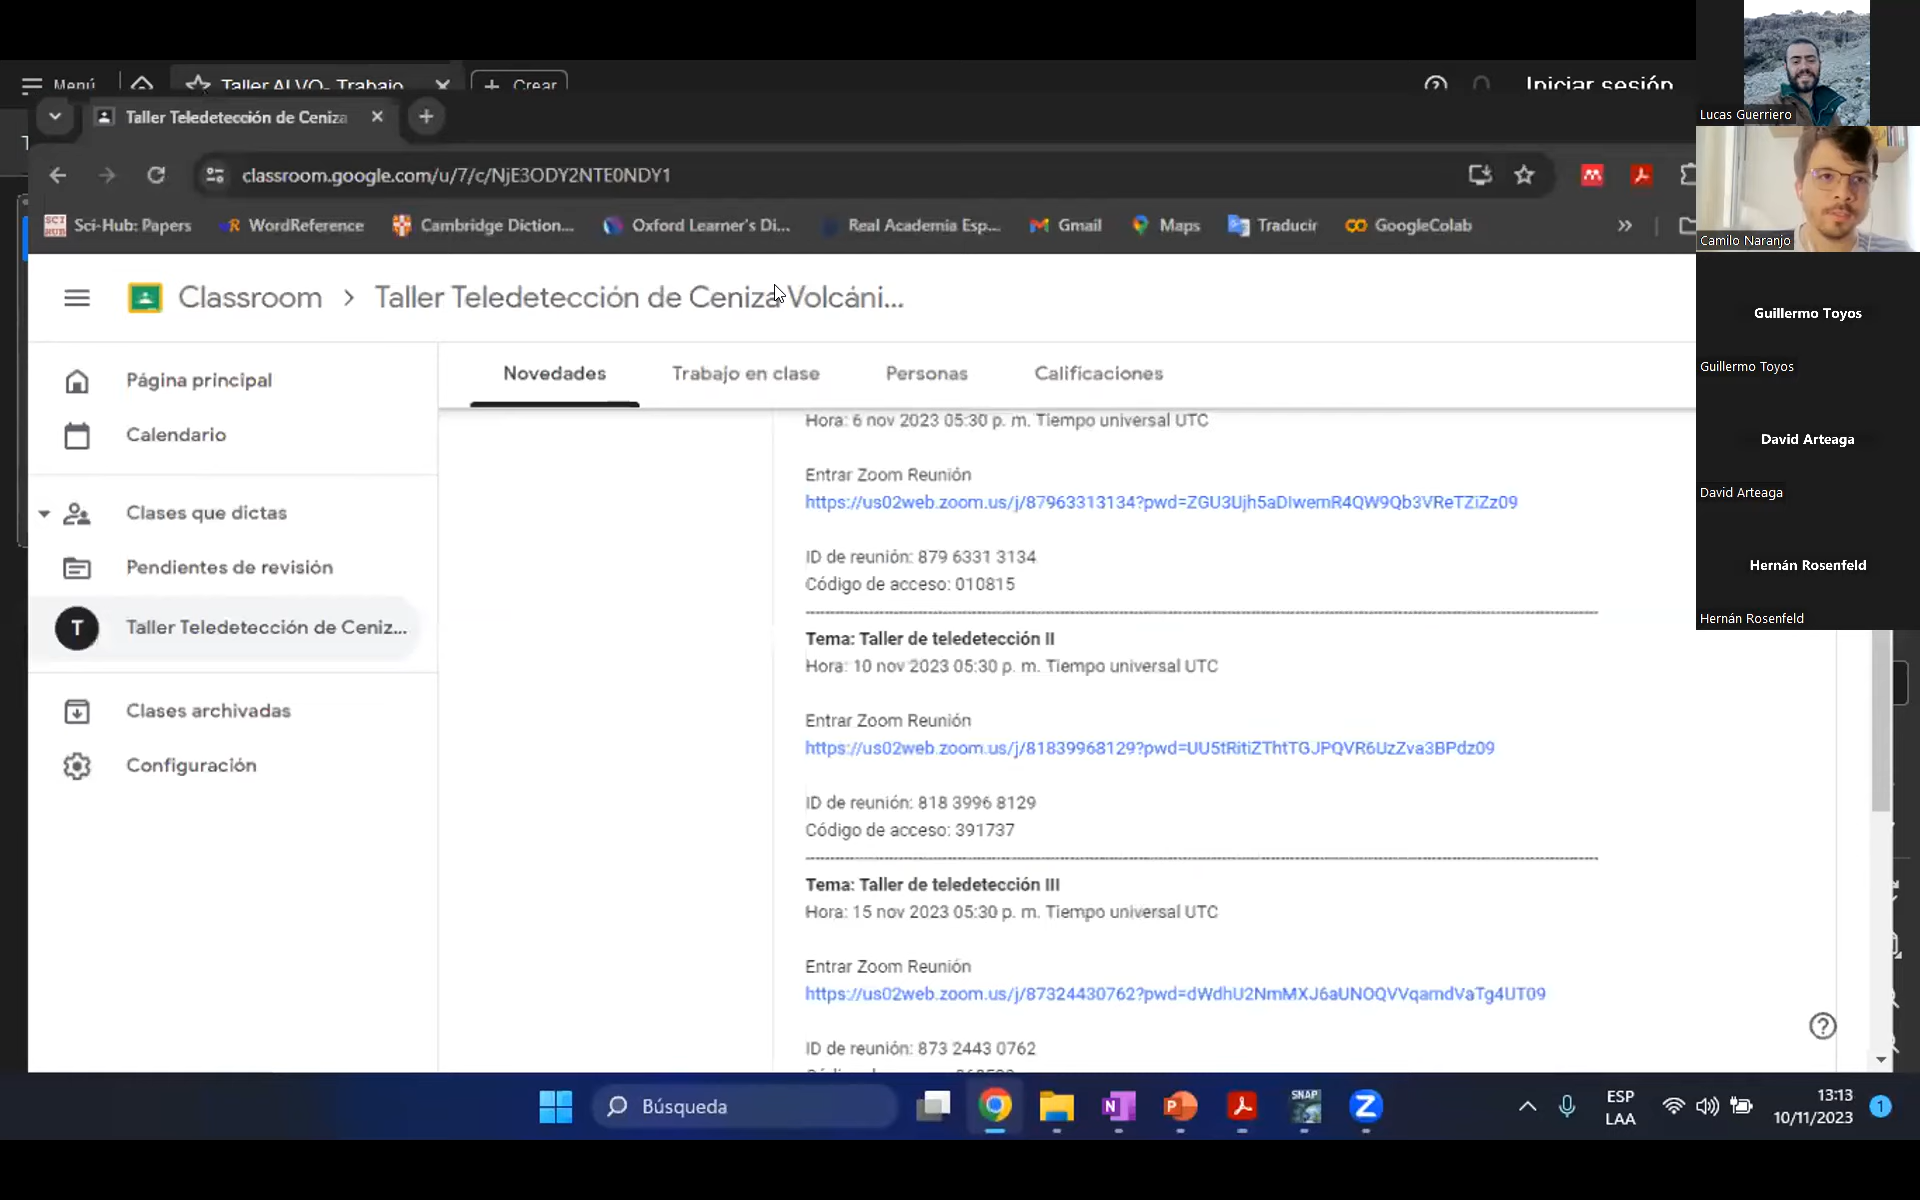 Menú
Taller ALVO- Trabajo
Crear
Iniciar sesión
Taller Teledetección de Ceniza
classroom.google.com/u/7/c/NjE3ODY2NTE0NDY1
Sci-Hub: Papers
WordReference
Cambridge Diction...
Oxford Learner's Di...
Real Academia Esp...
Gmail
Maps
Traducir
GoogleColab
Classroom
Taller Teledetección de Ceniza Volcáni...
Página principal
Calendario
Clases que dictas
Pendientes de revisión
T
Taller Teledetección de Ceniz...
Clases archivadas
Configuración
Novedades
Trabajo en clase
Personas
Calificaciones
Hora: 6 nov 2023 05:30 p. m. Tiempo universal UTC
Entrar Zoom Reunión
https://us02web.zoom.us/j/87963313134?pwd=ZGU3Ujh5aDIwemR4QW9Qb3VReTZiZz09
ID de reunión: 879 6331 3134
Código de acceso: 010815
Tema: Taller de teledetección II
Hora: 10 nov 2023 05:30 p. m. Tiempo universal UTC
Entrar Zoom Reunión
https://us02web.zoom.us/j/81839968129?pwd=UU5tRitiZThtTGJPQVR6UzZva3BPdz09
ID de reunión: 818 3996 8129
Código de acceso: 391737
Tema: Taller de teledetección III
Hora: 15 nov 2023 05:30 p. m. Tiempo universal UTC
Entrar Zoom Reunión
https://us02web.zoom.us/j/87324430762?pwd=dWdhU2NmMXJ6aUNOQVVqamdVaTg4UT09
ID de reunión: 873 2443 0762
Lucas Guerriero
Camilo Naranjo
Guillermo Toyos
Guillermo Toyos
David Arteaga
David Arteaga
Hernán Rosenfeld
Hernán Rosenfeld
Búsqueda
SNAP
ESP
LAA
13:13
10/11/2023
1